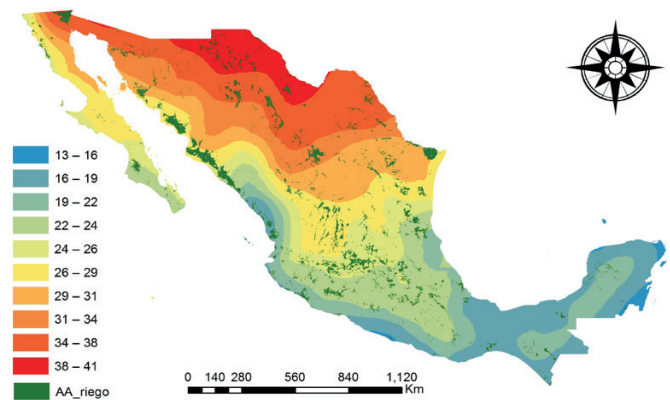 13 – 16
16 – 19
19 – 22
22 – 24
24 – 26
26 – 29
29 – 31
31 – 34
34 – 38
38 – 41
AA_riego
0 140 280 560 840 1,120
Km